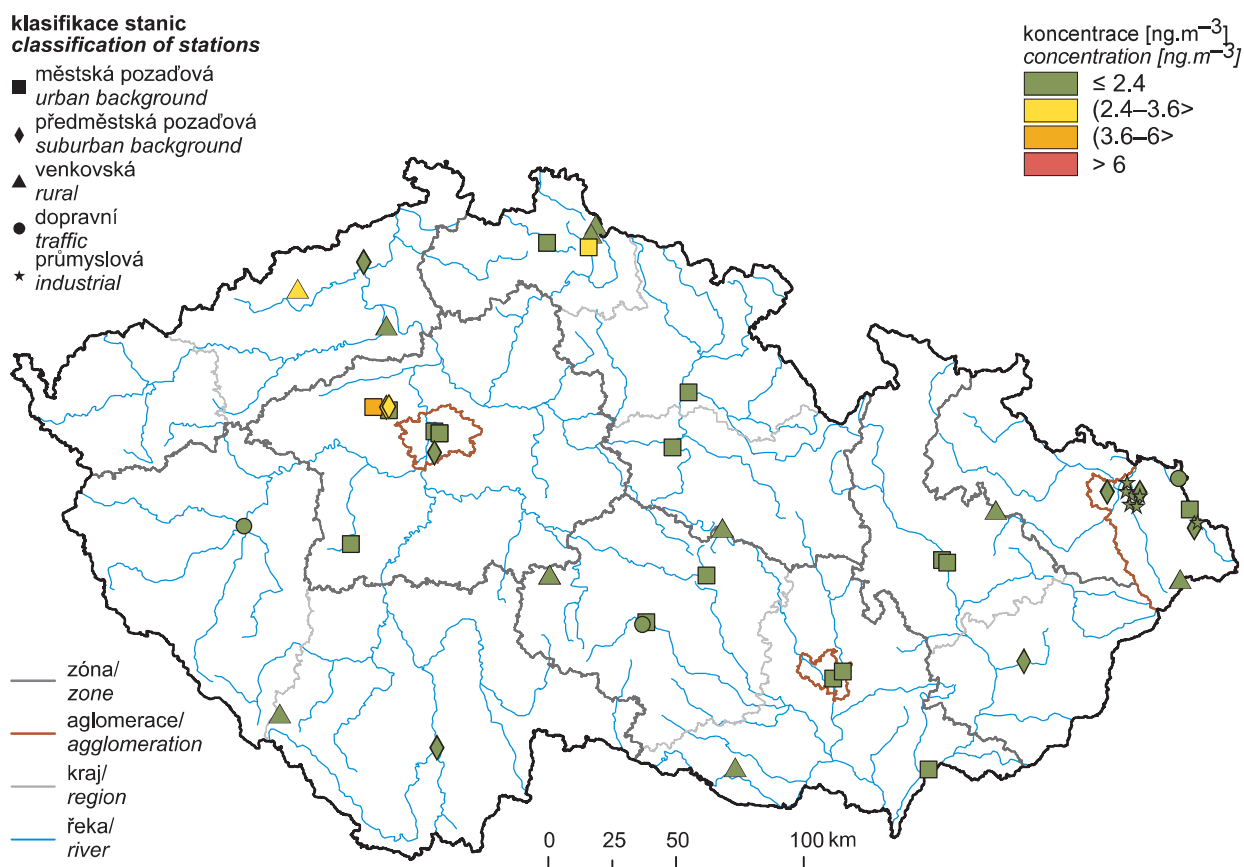 klasifikace stanic
classification of stations
městská pozaďová
urban background
předměstská pozaďová
suburban background
venkovská
rural
dopravní
traffic
průmyslová
industrial
koncentrace [ng.m⁻³]
concentration [ng.m⁻³]
≤ 2.4
(2.4–3.6>
(3.6–6>
> 6
zóna/
zone
aglomerace/
agglomeration
kraj/
region
řeka/
river
0 25 50 100 km